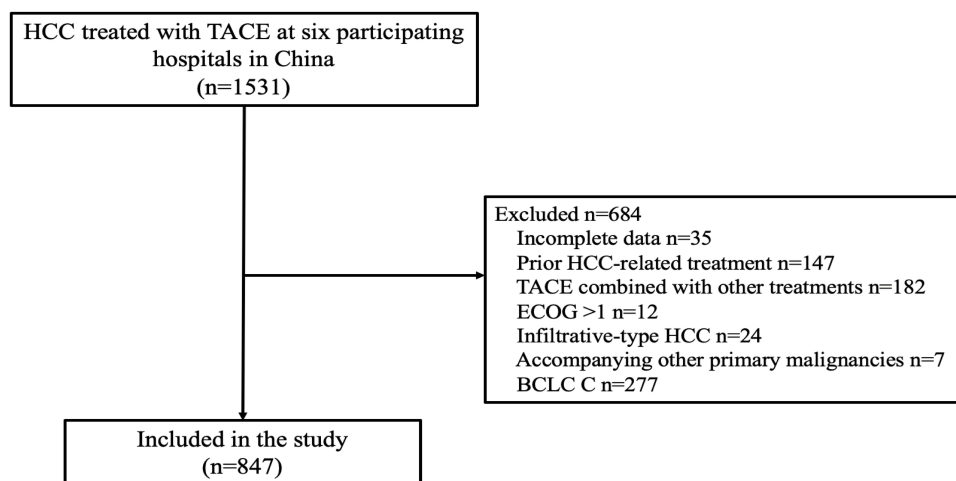 HCC treated with TACE at six participating
hospitals in China
(n=1531)
Excluded n=684
Incomplete data n=35
Prior HCC-related treatment n=147
TACE combined with other treatments n=182
ECOG >1 n=12
Infiltrative-type HCC n=24
Accompanying other primary malignancies n=7
BCLC C n=277
Included in the study
(n=847)